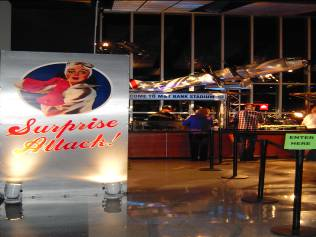 Surprise
Attack!
COME TO M&T BANK STADIUM
ENTER
HERE